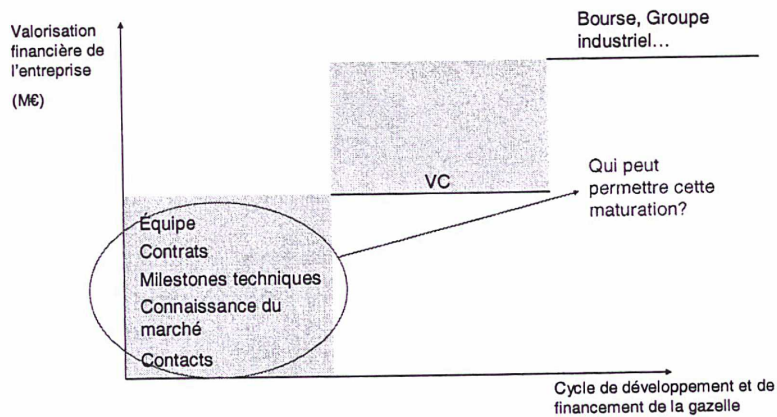 Valorisation
financière de
l'entreprise
(M€)
Bourse, Groupe
industriel...
VC
Qui peut
permettre cette
maturation?
Équipe
Contrats
Milestones techniques
Connaissance du
marché
Contacts
Cycle de développement et de
financement de la gazelle